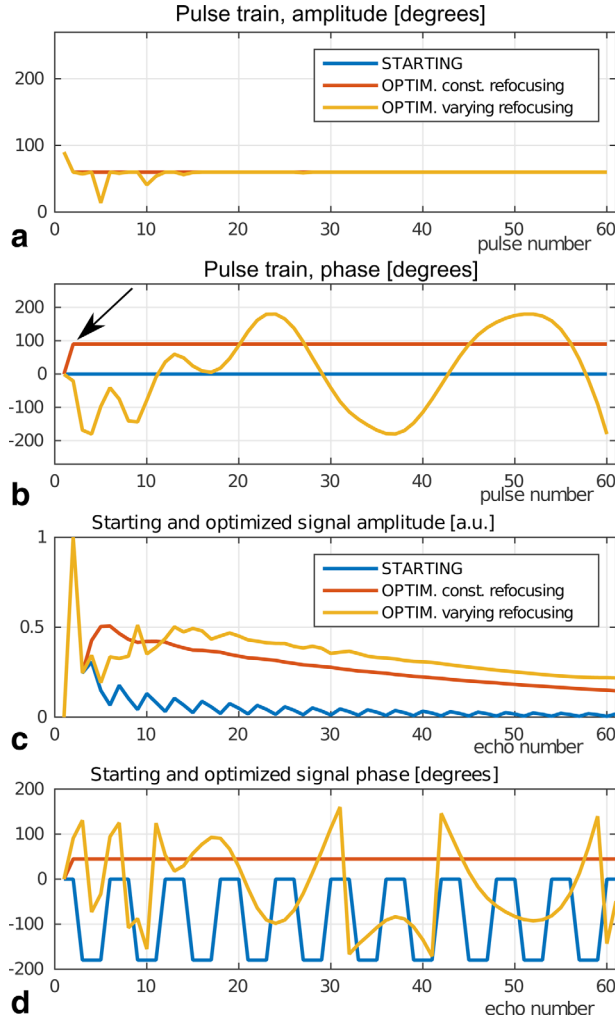 Pulse train, amplitude [degrees]
200
100
0
STARTING
OPTIM. const. refocusing
OPTIM. varying refocusing
0
10
20
30
40
50
60
pulse number
a
Pulse train, phase [degrees]
200
100
0
-100
-200
0
10
20
30
40
50
60
pulse number
b
Starting and optimized signal amplitude [a.u.]
1
0.5
0
STARTING
OPTIM. const. refocusing
OPTIM. varying refocusing
0
10
20
30
40
50
60
echo number
c
Starting and optimized signal phase [degrees]
200
100
0
-100
-200
0
10
20
30
40
50
60
echo number
d